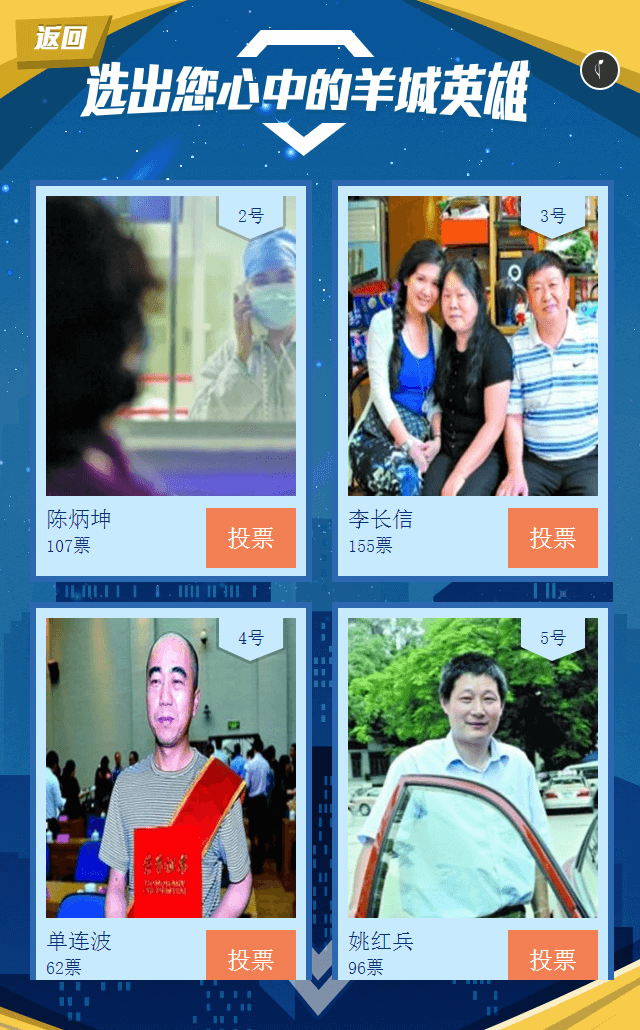 返回
选出您心中的羊城英雄
2号
陈炳坤
107票
投票
3号
李长信
155票
投票
4号
单连波
62票
投票
5号
姚红兵
96票
投票